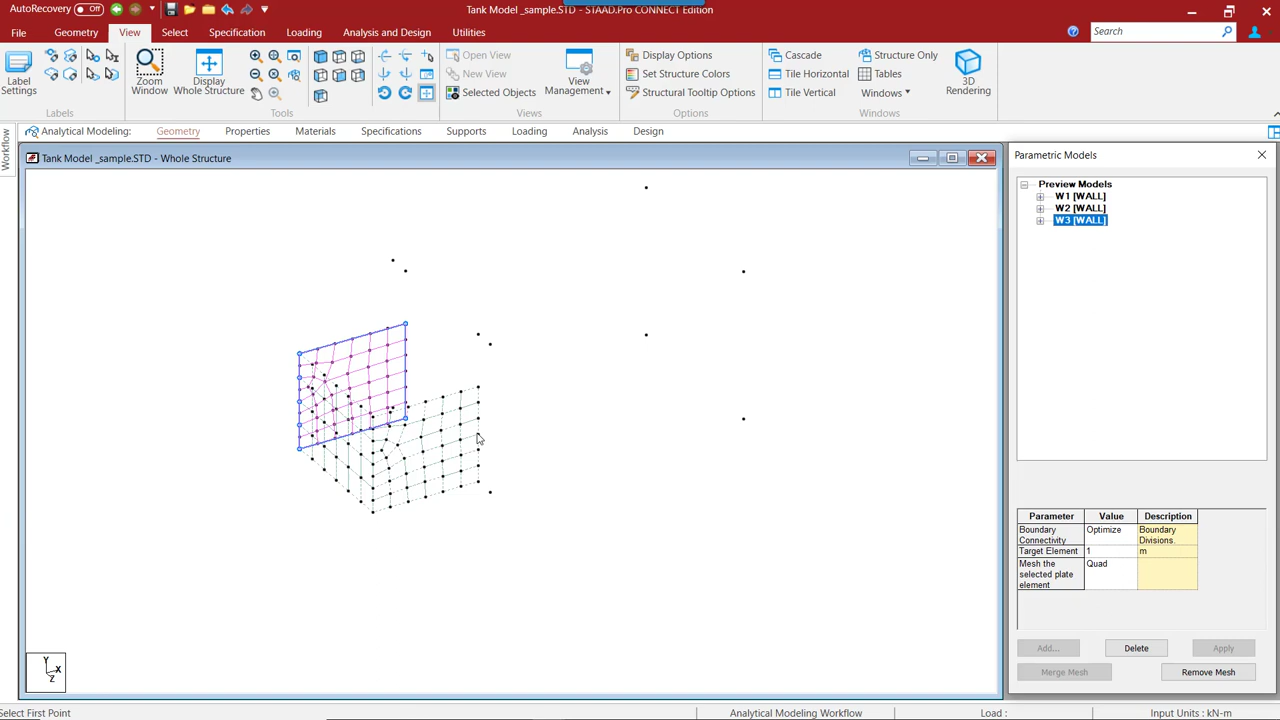 AutoRecovery Off
Tank Model _sample.STD - STAAD.Pro CONNECT Edition
File Geometry View Select Specification Loading Analysis and Design Utilities
Search
Label Settings
Labels
Zoom Window
Display Whole Structure
Tools
Open View
New View
Selected Objects
View Management
Views
Display Options
Set Structure Colors
Structural Tooltip Options
Options
Cascade
Tile Horizontal
Tile Vertical
Structure Only
Tables
Windows
Windows
3D Rendering
Workflow
Analytical Modeling: Geometry Properties Materials Specifications Supports Loading Analysis Design
Tank Model _sample.STD - Whole Structure
Parametric Models
Preview Models
W1 [WALL]
W2 [WALL]
W3 [WALL]
Parameter Value Description
Boundary Connectivity Optimize Boundary Divisions.
Target Element 1 m
Mesh the selected plate element Quad
Add... Delete Apply
Merge Mesh Remove Mesh
Y
X
Z
Select First Point
Analytical Modeling Workflow
Load :
Input Units : kN-m